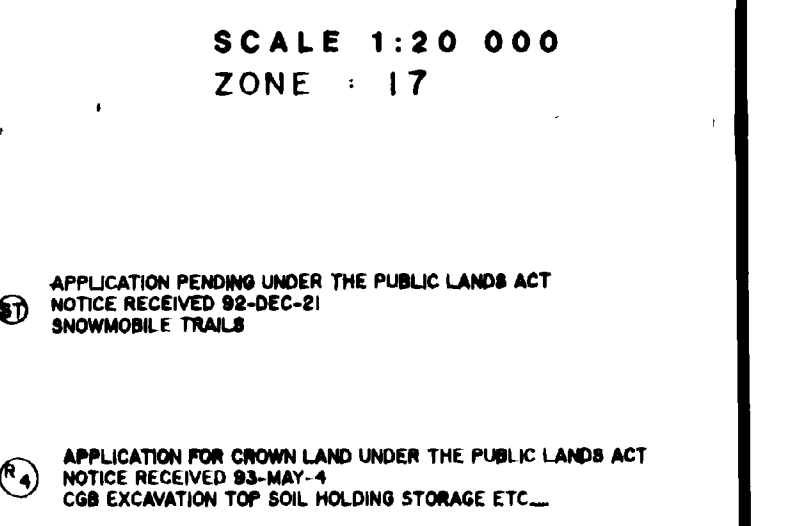 SCALE 1:20 000
ZONE : 17
APPLICATION PENDING UNDER THE PUBLIC LANDS ACT
ST NOTICE RECEIVED 92-DEC-21
SNOWMOBILE TRAILS
APPLICATION FOR CROWN LAND UNDER THE PUBLIC LANDS ACT
R4 NOTICE RECEIVED 93-MAY-4
CGB EXCAVATION TOP SOIL HOLDING STORAGE ETC...